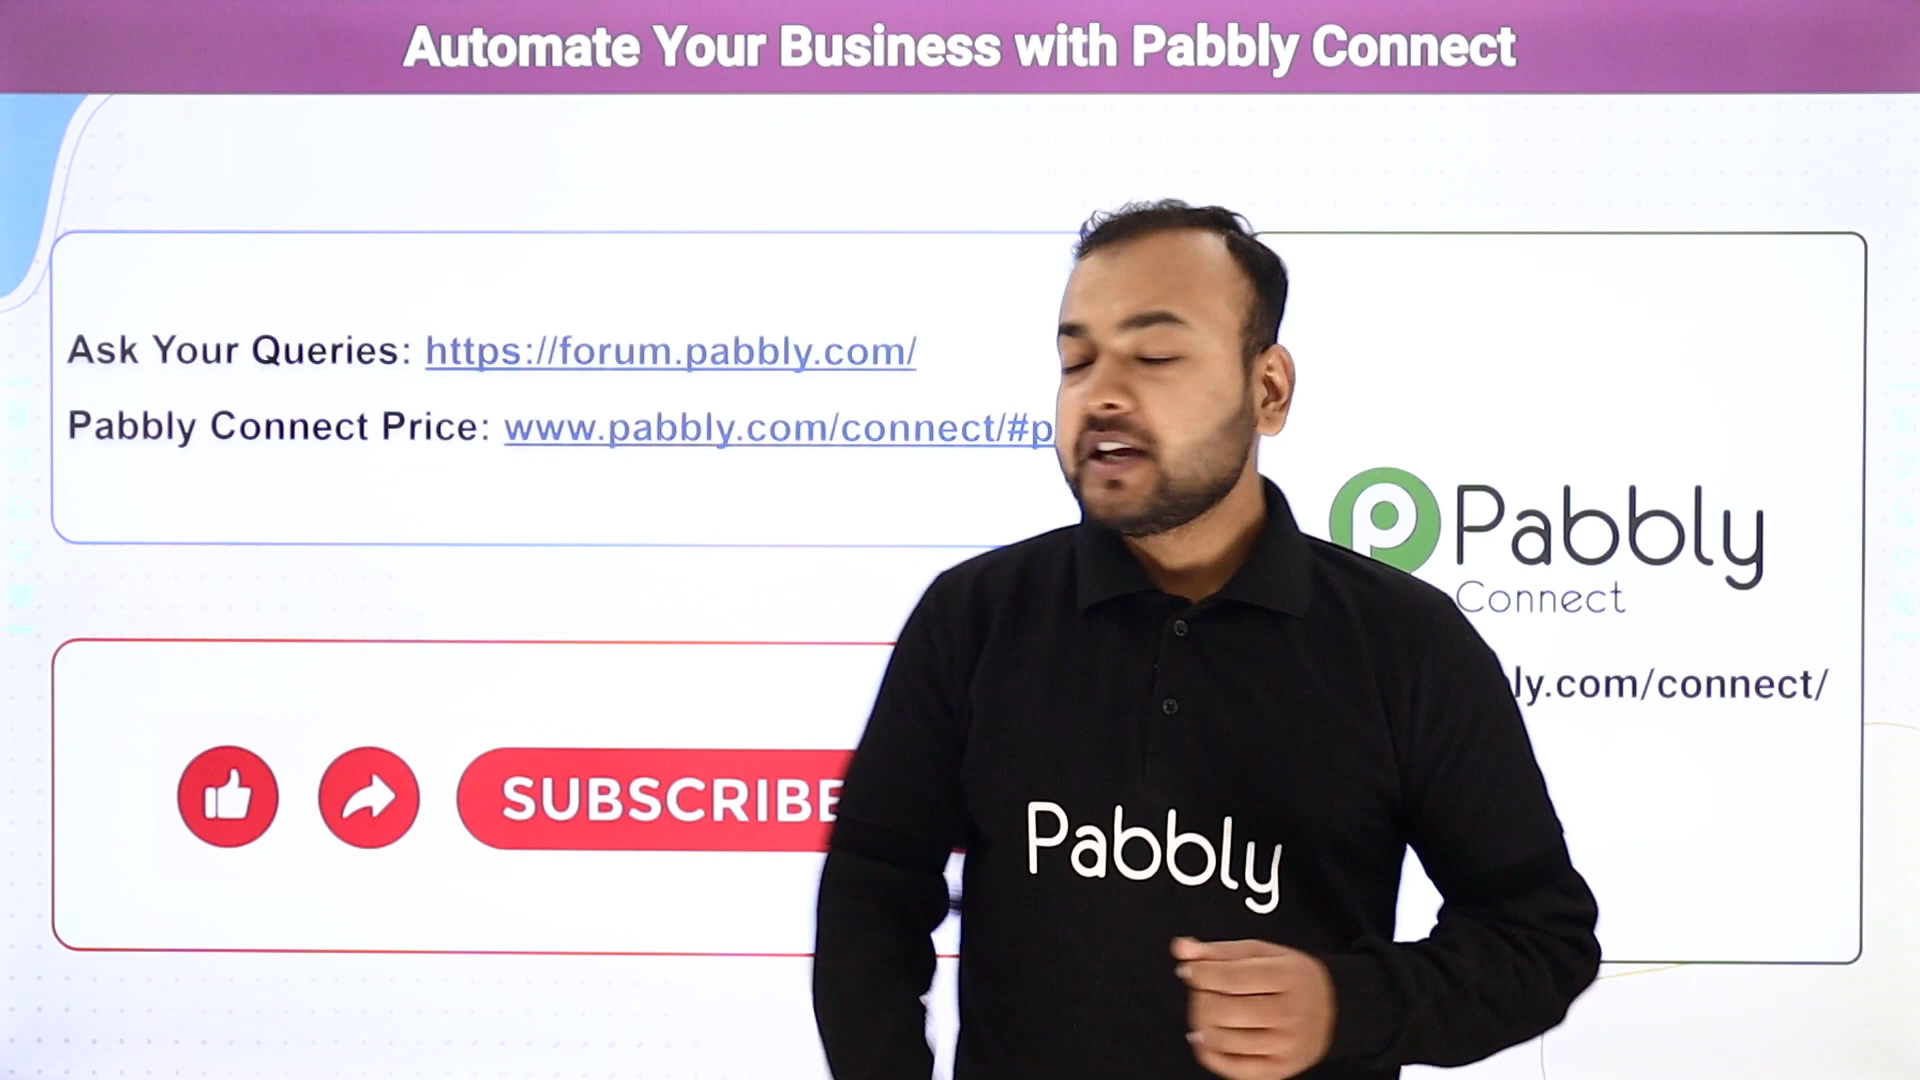 Automate Your Business with Pabbly Connect
Ask Your Queries: https://forum.pabbly.com/
Pabbly Connect Price: www.pabbly.com/connect/#p
Pabbly
Connect
ly.com/connect/
SUBSCRIBE
Pabbly